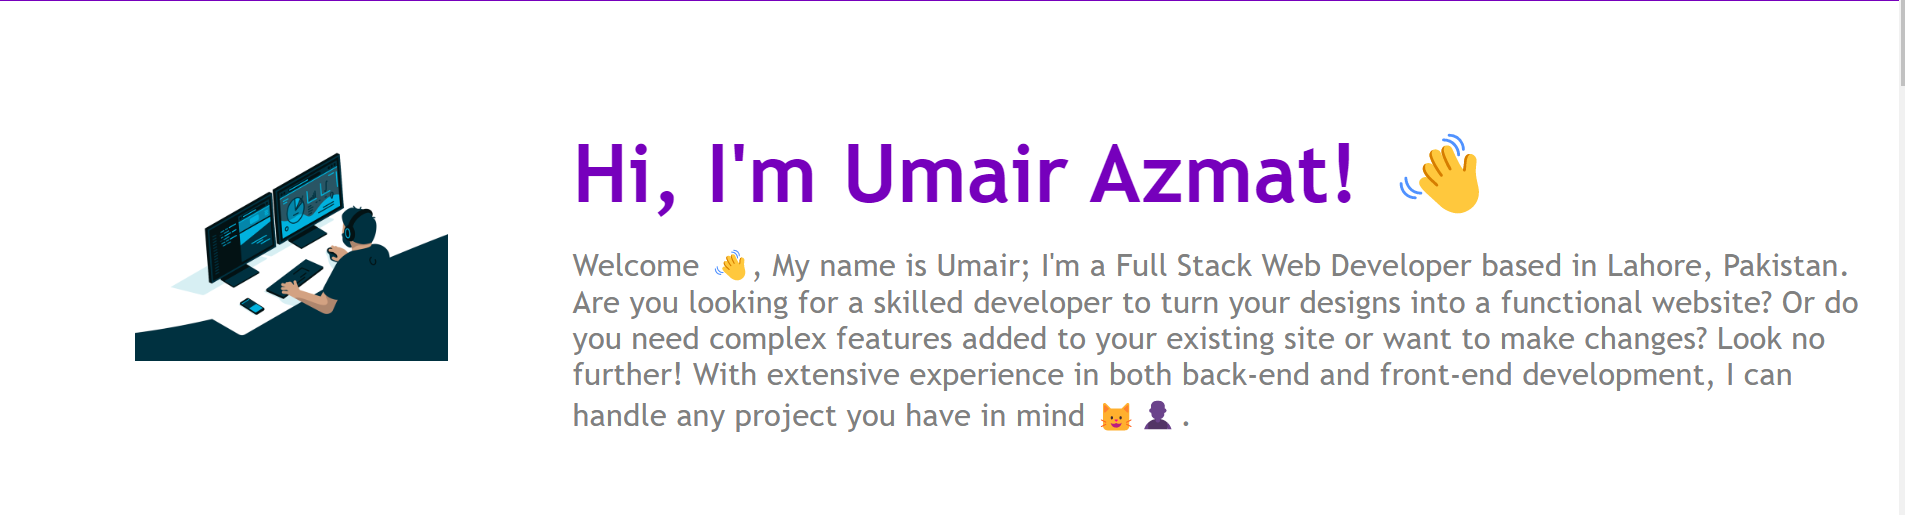 Hi, I'm Umair Azmat! 👋
Welcome 👋, My name is Umair; I'm a Full Stack Web Developer based in Lahore, Pakistan.
Are you looking for a skilled developer to turn your designs into a functional website? Or do
you need complex features added to your existing site or want to make changes? Look no
further! With extensive experience in both back-end and front-end development, I can
handle any project you have in mind 😺👤.